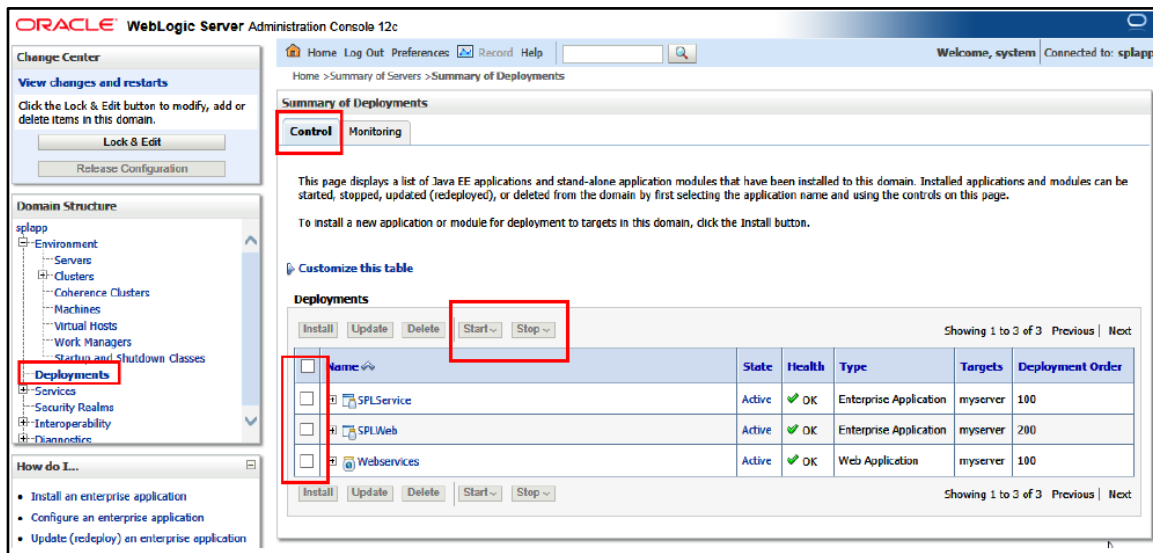 ORACLE WebLogic Server Administration Console 12c
Change Center
View changes and restarts
Click the Lock & Edit button to modify, add or
delete items in this domain.
Lock & Edit
Release Configuration
Domain Structure
splapp
Environment
Servers
Clusters
Coherence Clusters
Machines
Virtual Hosts
Work Managers
Startup and Shutdown Classes
Deployments
Services
Security Realms
Interoperability
Diagnostics
How do I...
Install an enterprise application
Configure an enterprise application
Update (redeploy) an enterprise application
Home Log Out Preferences Record Help
Welcome, system Connected to: splapp
Home >Summary of Servers >Summary of Deployments
Summary of Deployments
Control Monitoring
This page displays a list of Java EE applications and stand-alone application modules that have been installed to this domain. Installed applications and modules can be
started, stopped, updated (redeployed), or deleted from the domain by first selecting the application name and using the controls on this page.
To install a new application or module for deployment to targets in this domain, click the Install button.
Customize this table
Deployments
Install Update Delete Start Stop Showing 1 to 3 of 3 Previous | Next
Name State Health Type Targets Deployment Order
SPLService Active OK Enterprise Application myserver 100
SPLWeb Active OK Enterprise Application myserver 200
Webservices Active OK Web Application myserver 100
Install Update Delete Start Stop Showing 1 to 3 of 3 Previous | Next